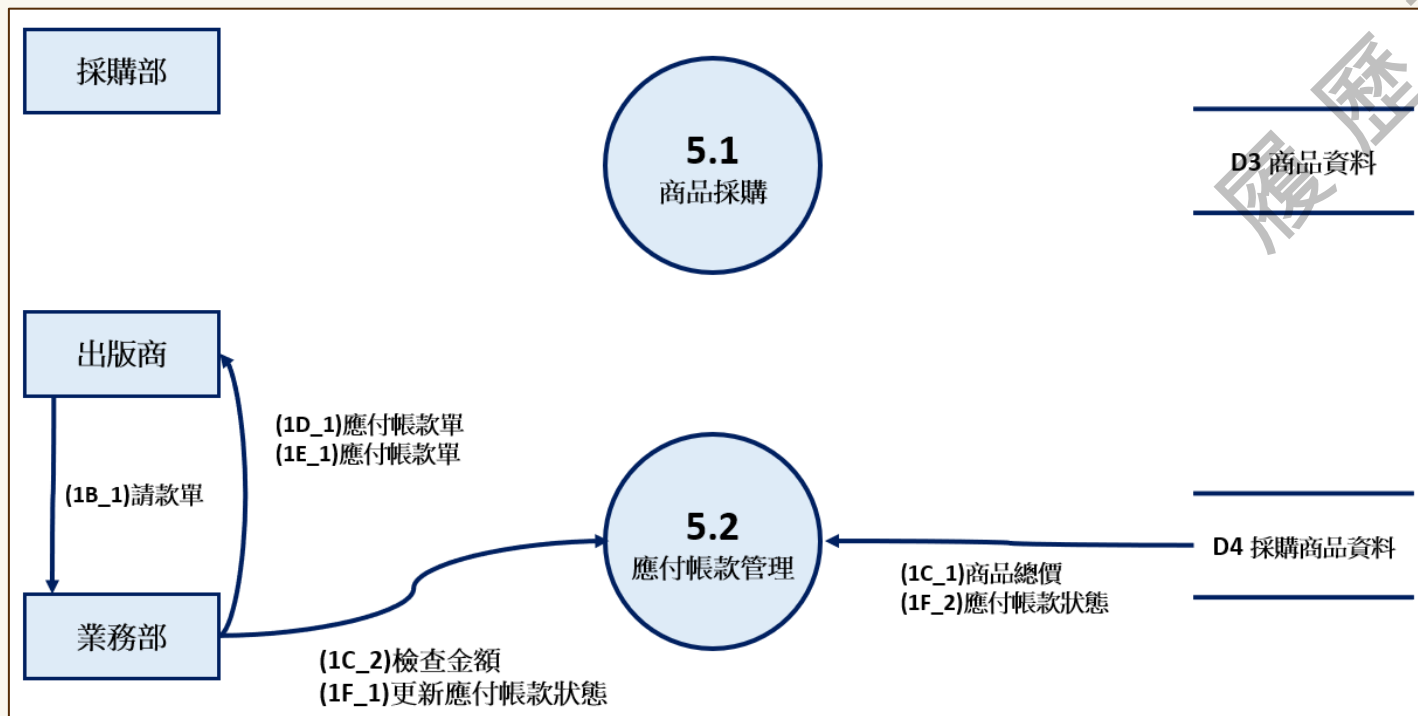 採購部
5.1
商品採購
D3 商品資料
履歷
出版商
(1D_1)應付帳款單
(1E_1)應付帳款單
(1B_1)請款單
5.2
應付帳款管理
D4 採購商品資料
(1C_1)商品總價
(1F_2)應付帳款狀態
業務部
(1C_2)檢查金額
(1F_1)更新應付帳款狀態